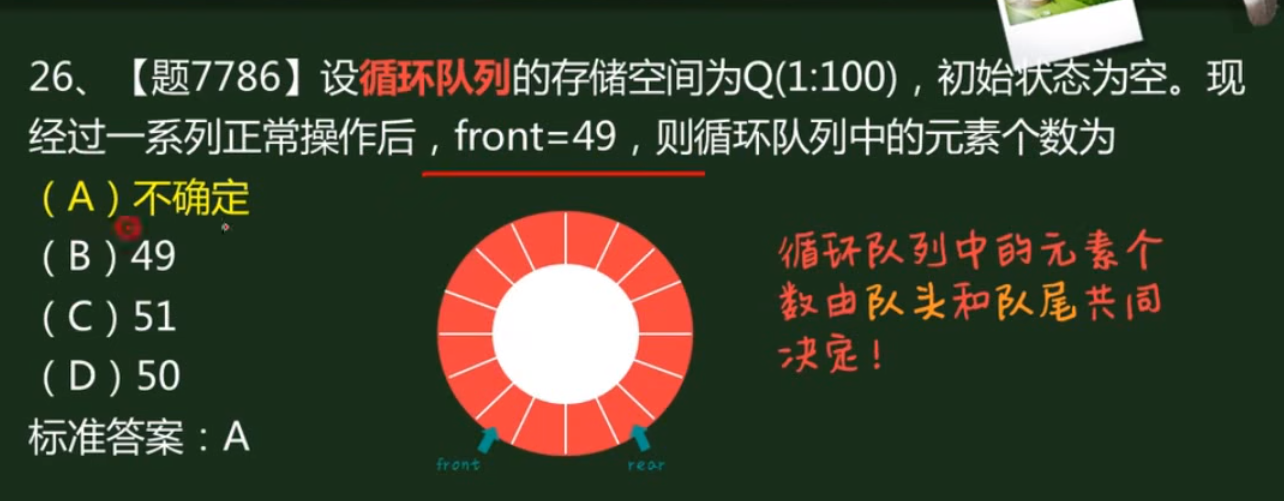 26、【题7786】设循环队列的存储空间为Q(1:100)，初始状态为空。现
经过一系列正常操作后，front=49，则循环队列中的元素个数为
（A）不确定
（B）49
（C）51
（D）50
标准答案：A
循环队列中的元素个
数由队头和队尾共同
决定！
front
rear